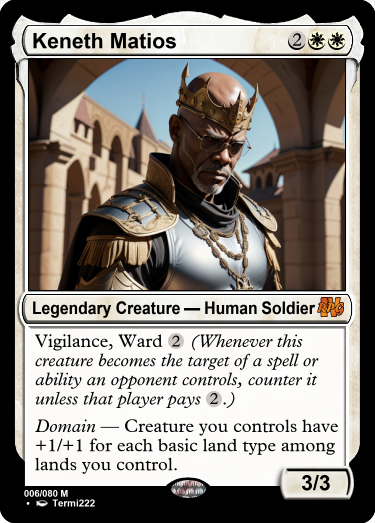 Keneth Matios 2
Legendary Creature — Human Soldier
Vigilance, Ward 2 (Whenever this
creature becomes the target of a spell or
ability an opponent controls, counter it
unless that player pays 2.)
Domain — Creature you controls have
+1/+1 for each basic land type among
lands you control.
3/3
006/080 M
• Termi222